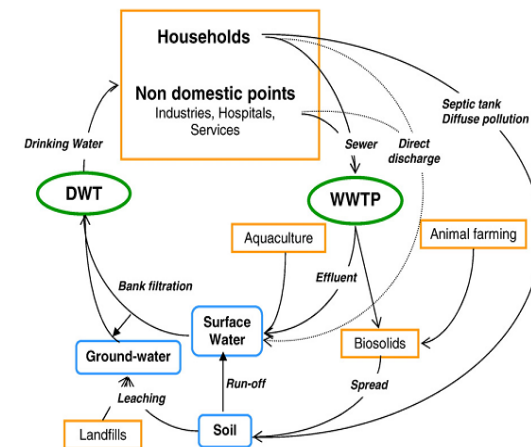 Households
Non domestic points
Industries, Hospitals,
Services
Septic tank
Diffuse pollution
Drinking Water
Sewer
Direct
discharge
DWT
WWTP
Aquaculture
Animal farming
Effluent
Bank filtration
Surface
Water
Biosolids
Ground-water
Run-off
Spread
Leaching
Landfills
Soil